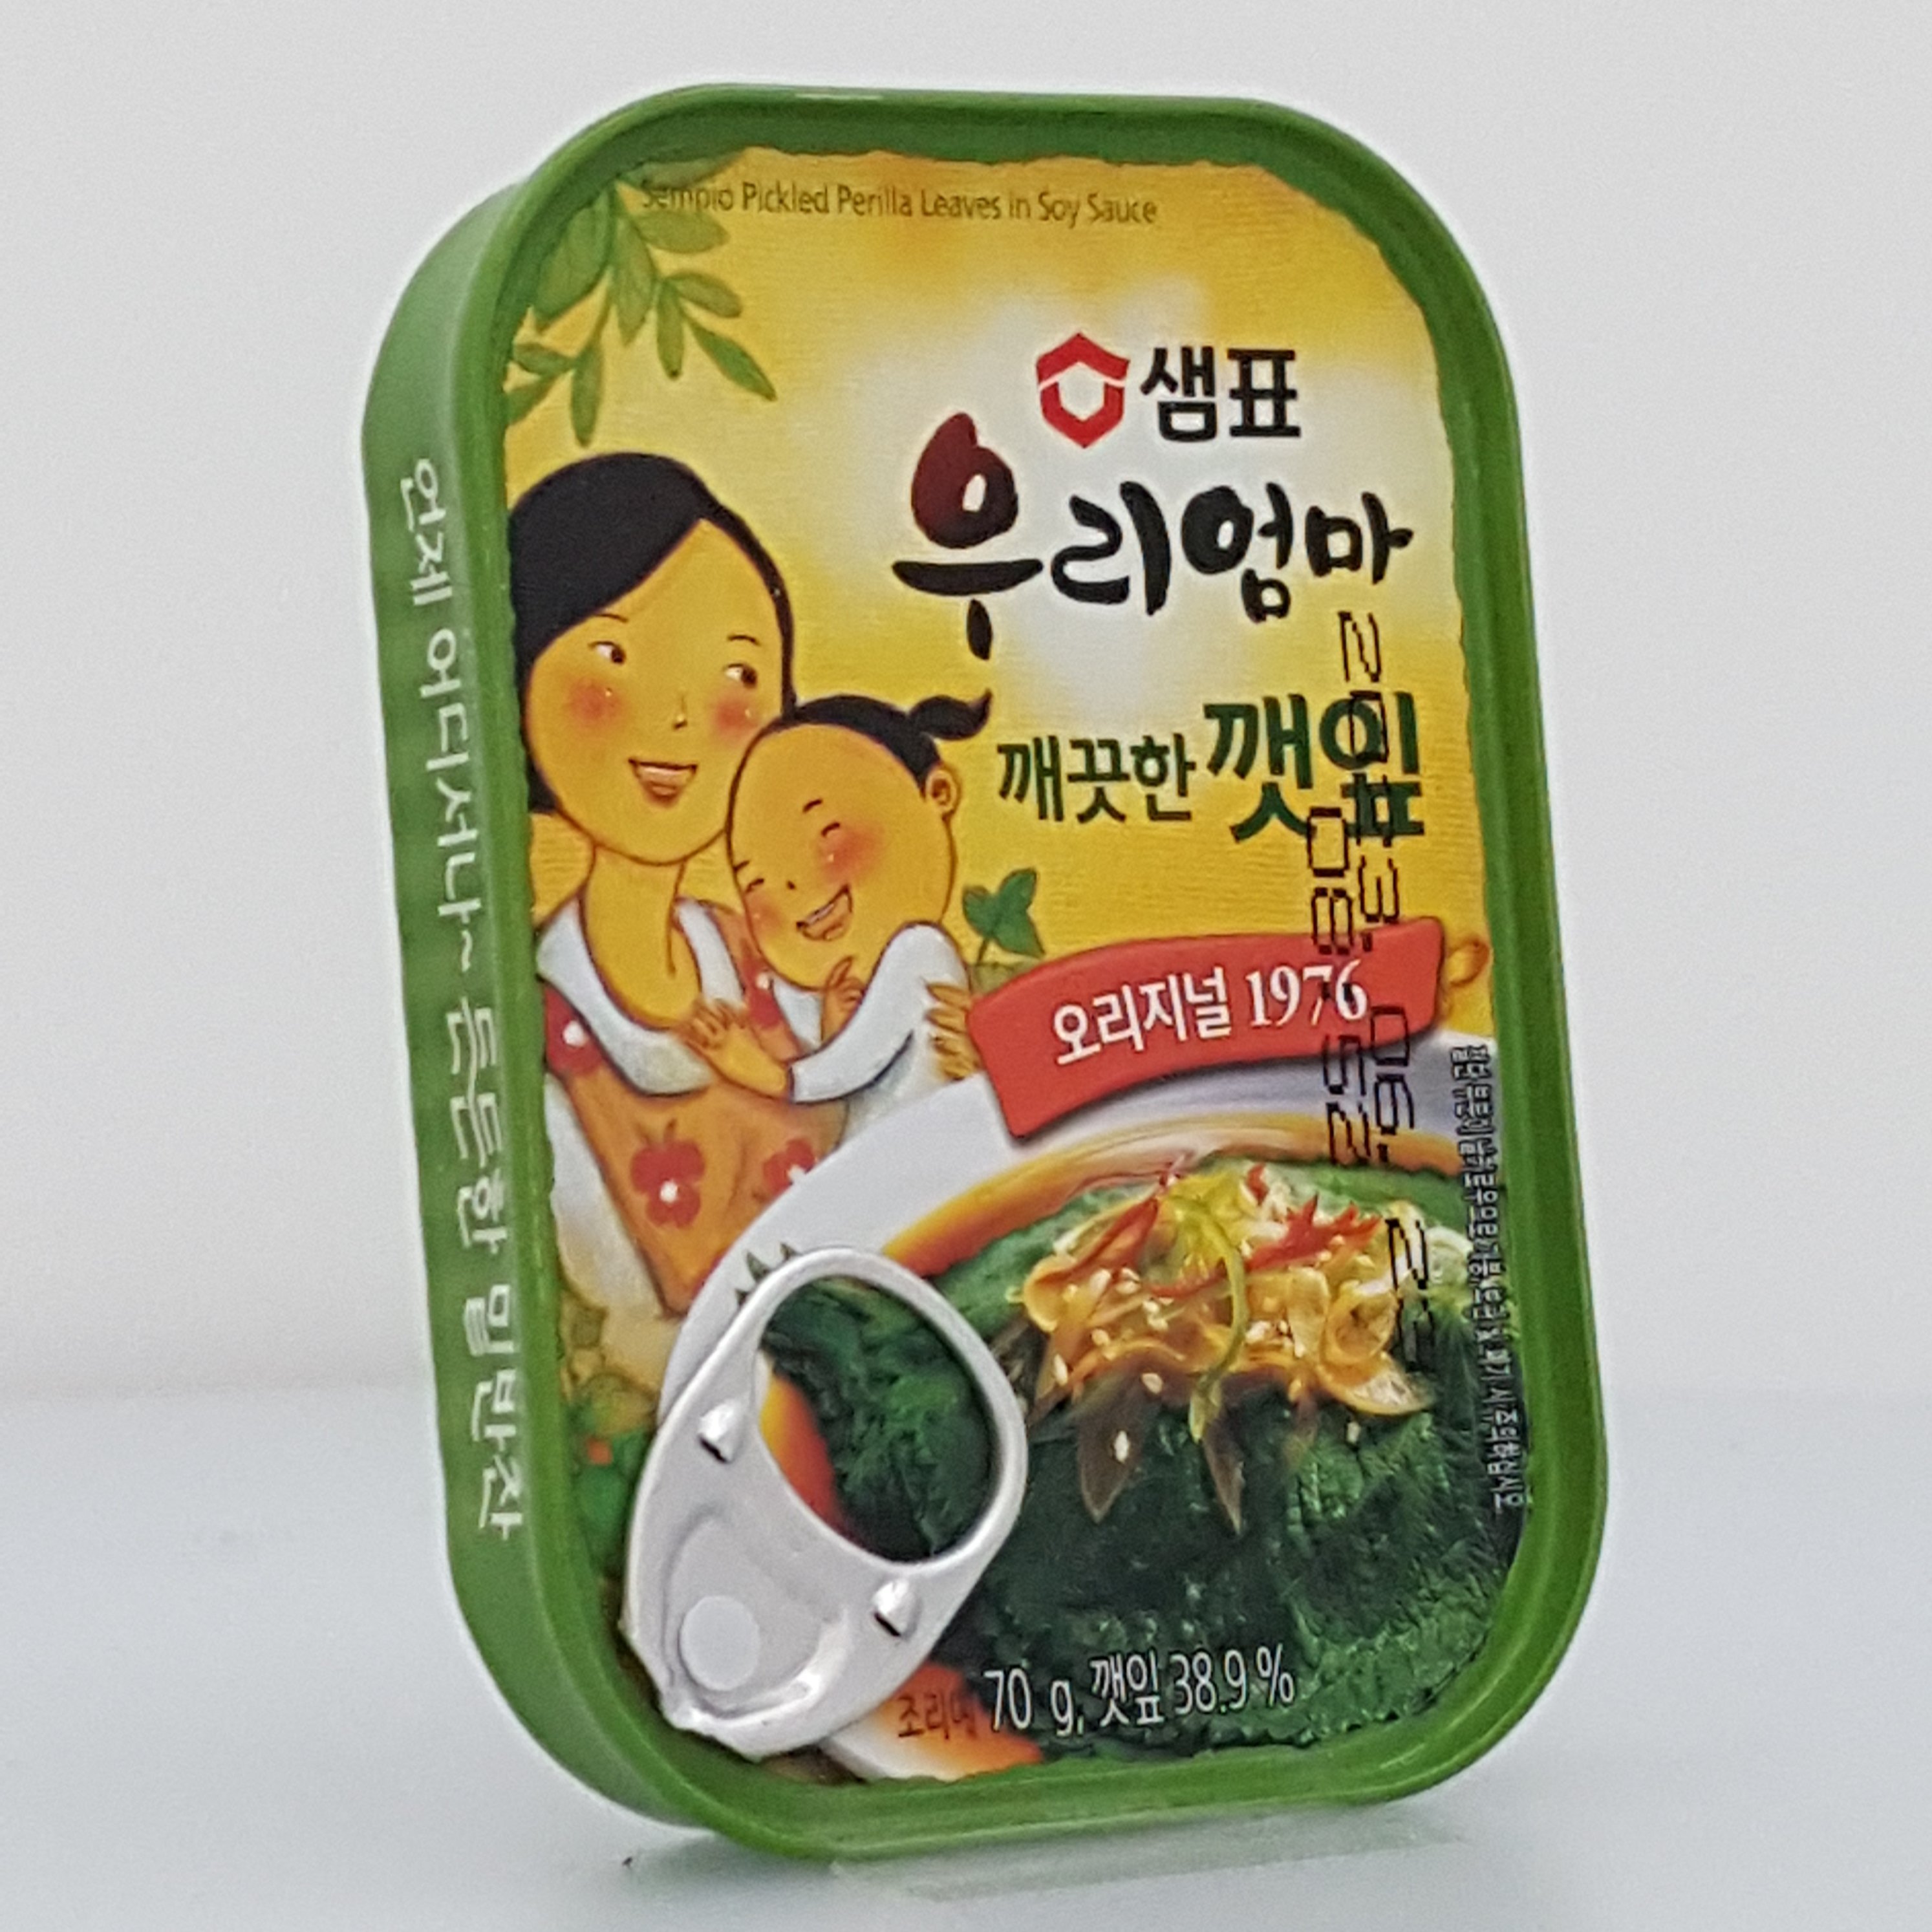 Sempio Pickled Perilla Leaves in Soy Sauce
샘표
우리엄마
깨끗한 깻잎
오리지널 1976
70 g, 깻잎 38.9 %
언제 어디서나~ 든든한 밑반찬